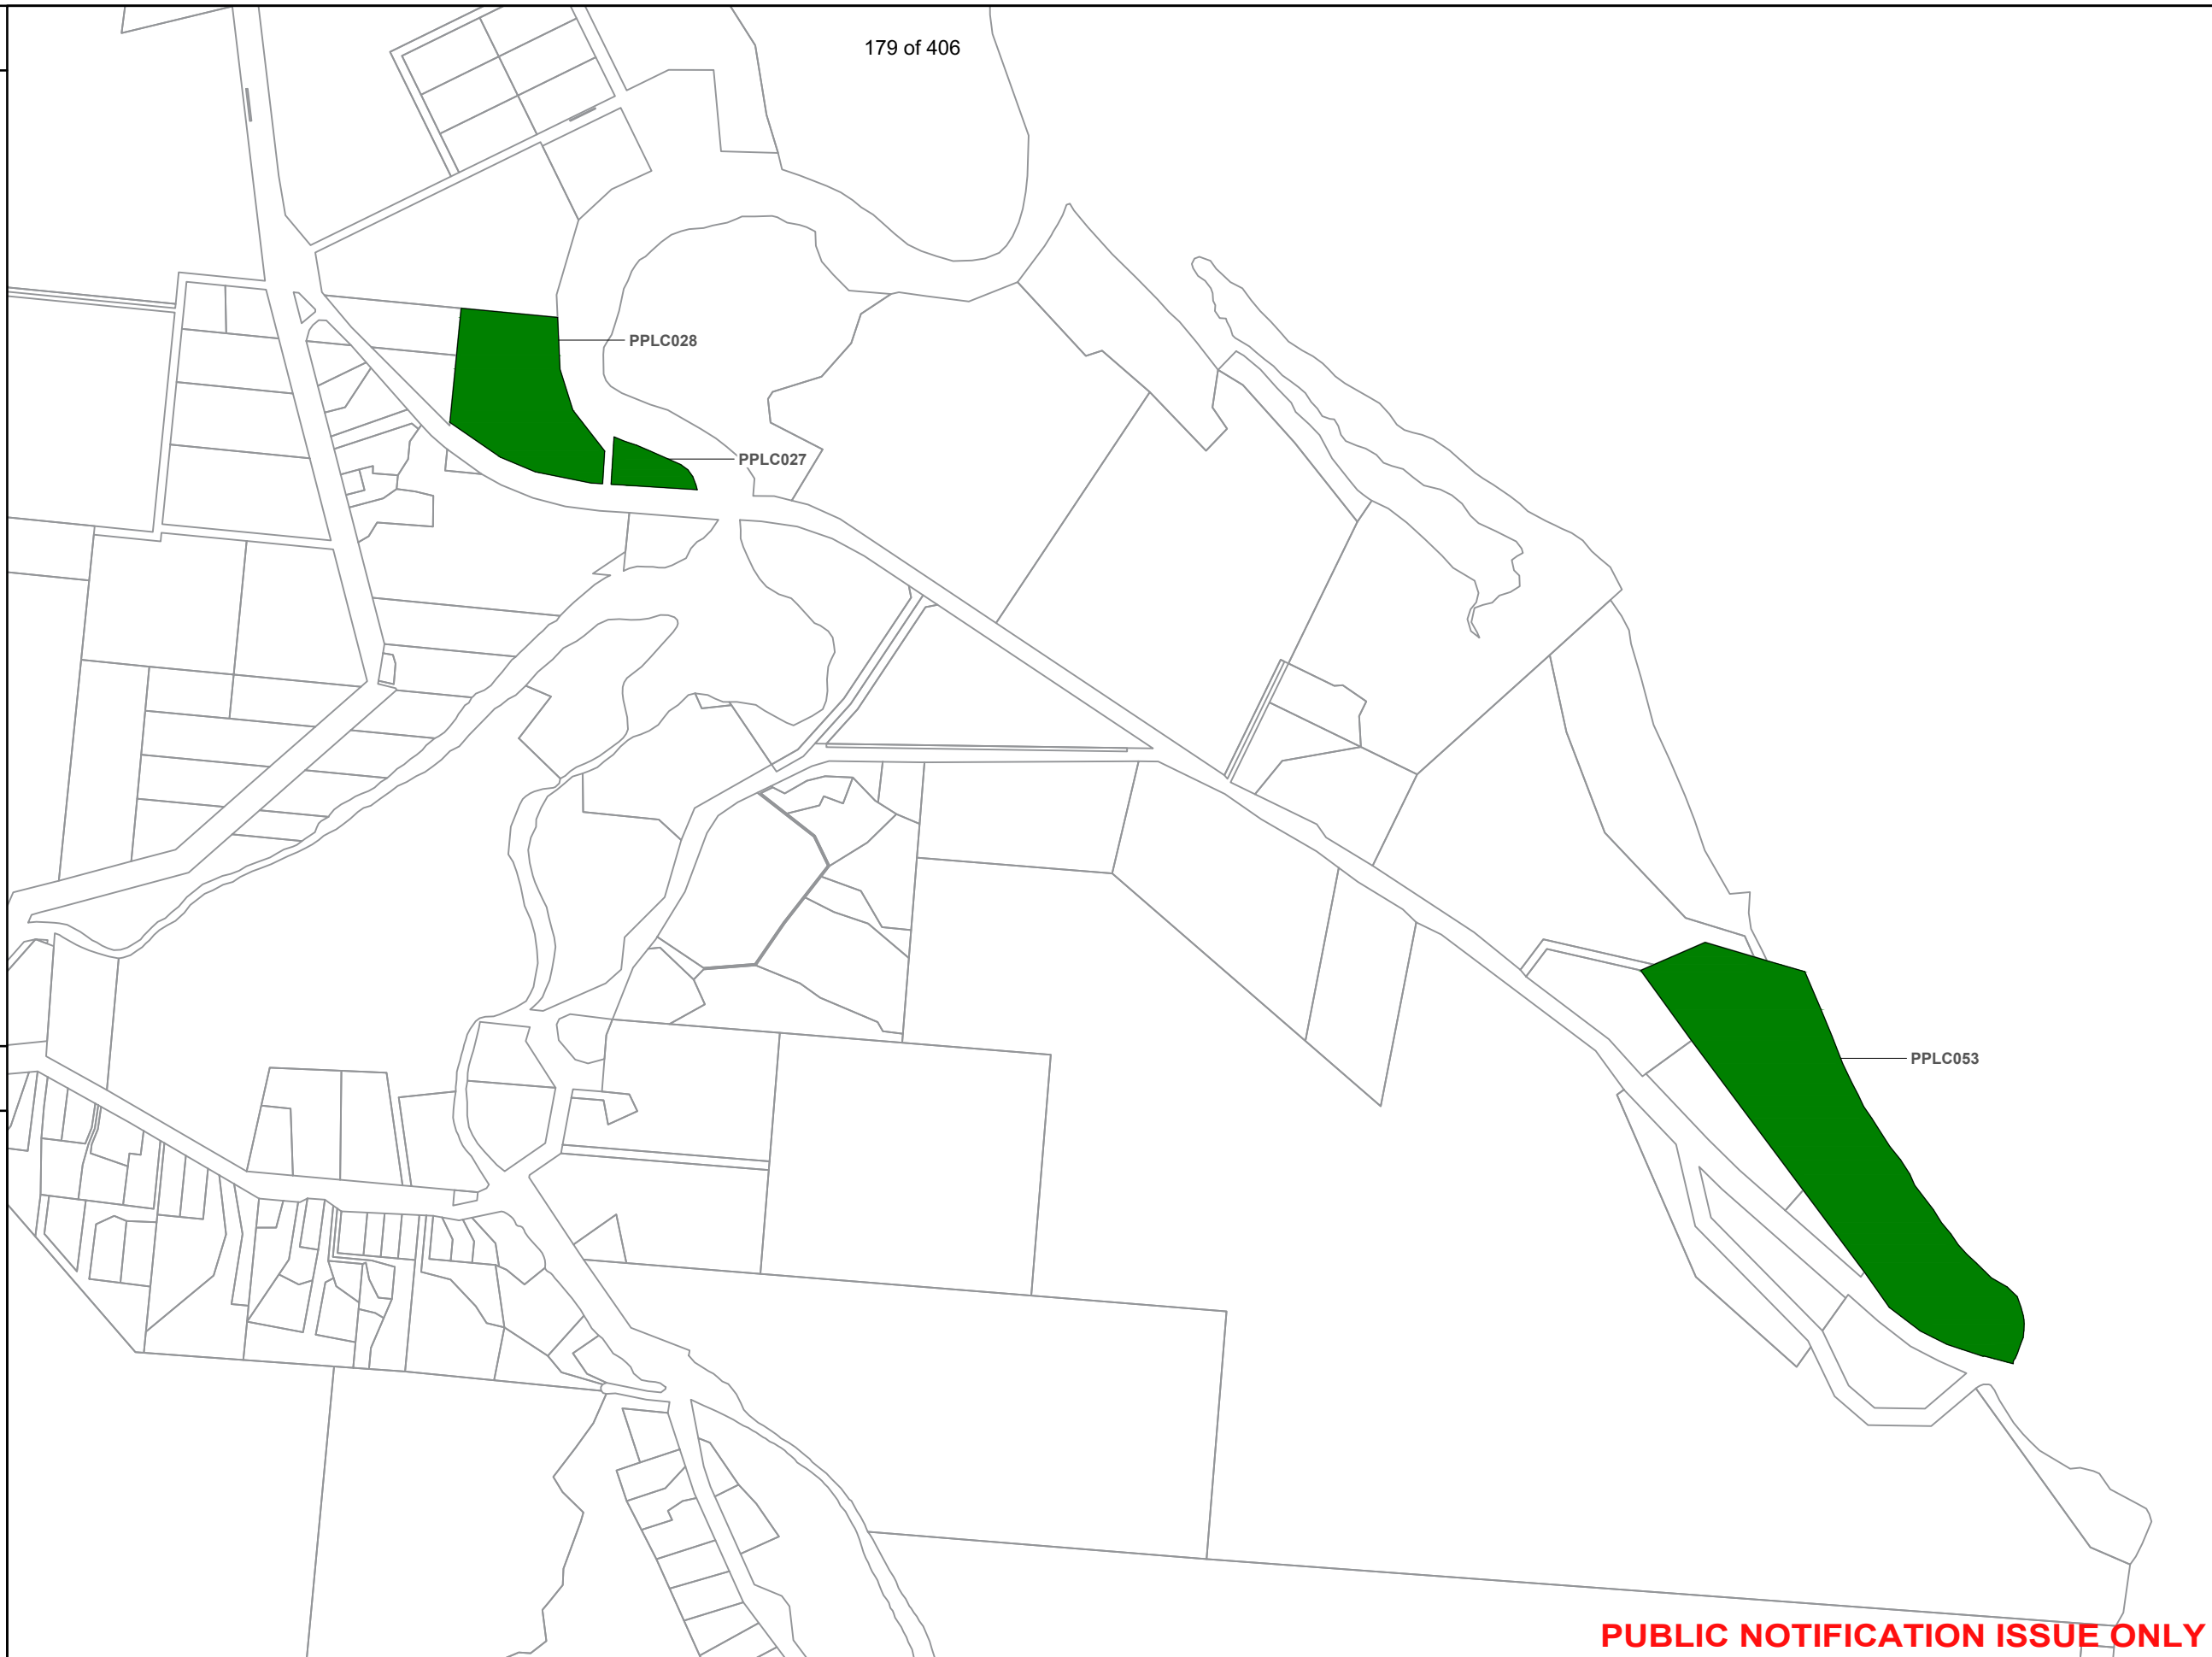 179 of 406
PPLC028
PPLC027
PPLC053
PUBLIC NOTIFICATION ISSUE ONLY